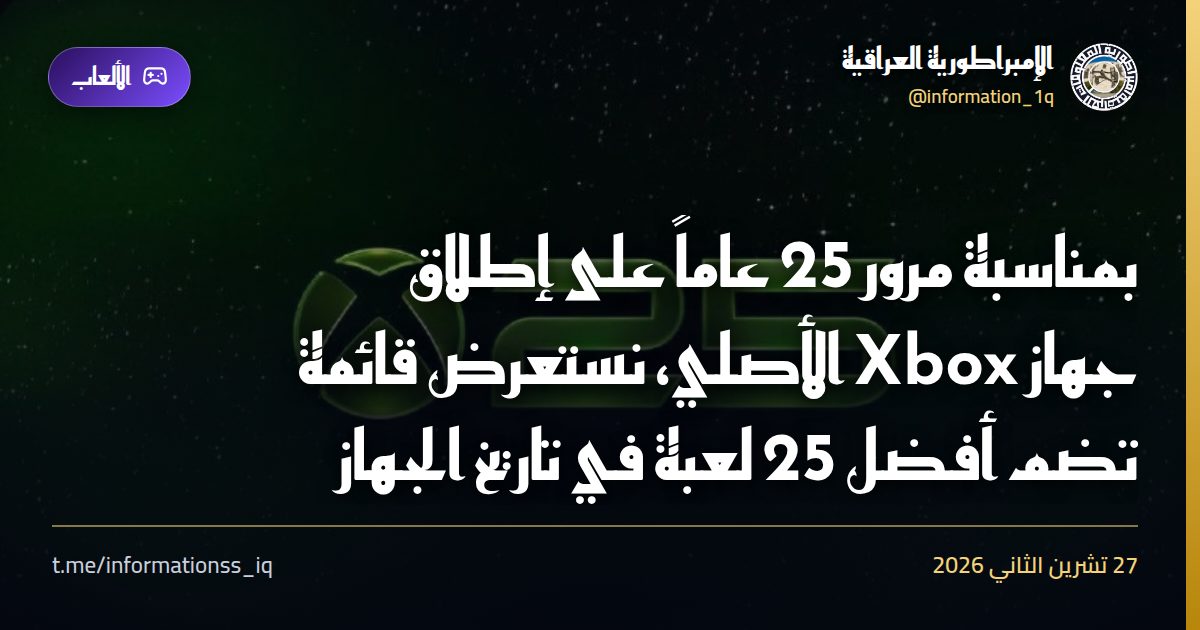 الإمبراطورية العراقية
@information_1q
الألعاب
بمناسبة مرور 25 عاماً على إطلاق
جهاز Xbox الأصلي، نستعرض قائمة
تضم أفضل 25 لعبة في تاريخ الجهاز
27 تشرين الثاني 2026
t.me/informationss_iq
25